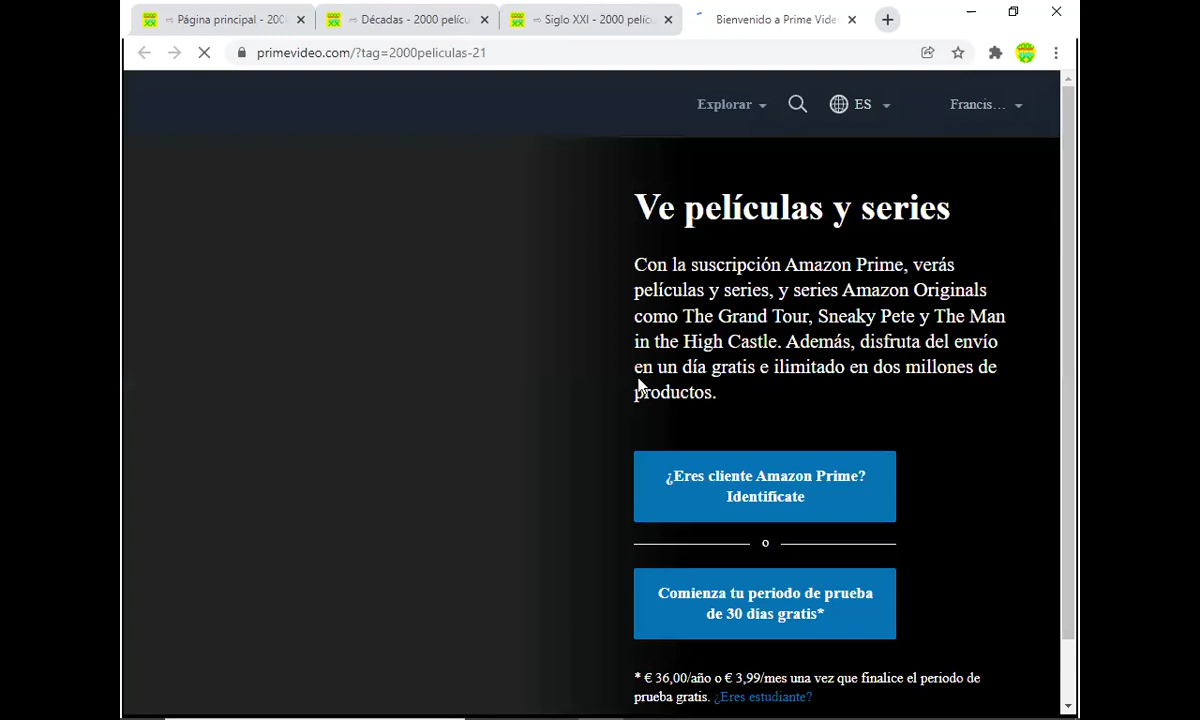 Página principal - 200
Décadas - 2000 pelícu
Siglo XXI - 2000 pelíc
Bienvenido a Prime Vide
primevideo.com/?tag=2000peliculas-21
Explorar
ES
Francis…
Ve películas y series
Con la suscripción Amazon Prime, verás
películas y series, y series Amazon Originals
como The Grand Tour, Sneaky Pete y The Man
in the High Castle. Además, disfruta del envío
en un día gratis e ilimitado en dos millones de
productos.
¿Eres cliente Amazon Prime?
Identifícate
o
Comienza tu periodo de prueba
de 30 días gratis*
* € 36,00/año o € 3,99/mes una vez que finalice el periodo de
prueba gratis. ¿Eres estudiante?